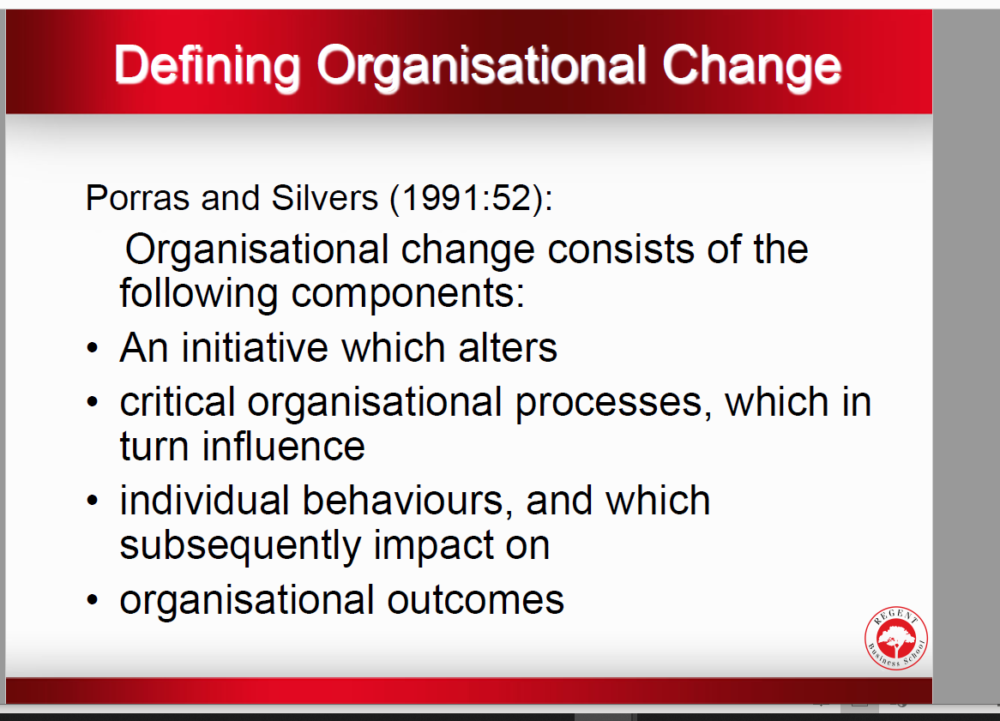 Defining Organisational Change
Porras and Silvers (1991:52):
Organisational change consists of the
following components:
• An initiative which alters
• critical organisational processes, which in
turn influence
• individual behaviours, and which
subsequently impact on
• organisational outcomes
REGENT
Business School